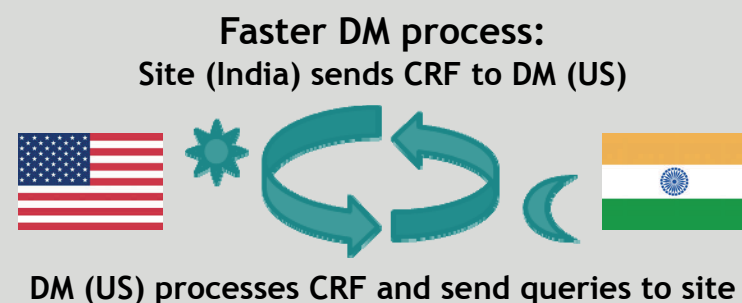 Faster DM process:
Site (India) sends CRF to DM (US)
DM (US) processes CRF and send queries to site